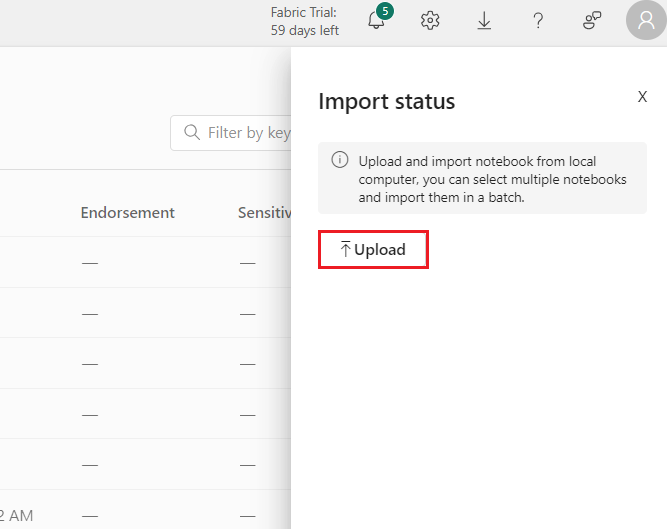 Fabric Trial:
59 days left
5
?
Import status
X
Filter by key
Upload and import notebook from local
computer, you can select multiple notebooks
and import them in a batch.
Endorsement
Sensitiv
Upload
— —
— —
— —
— —
— —
2 AM — —